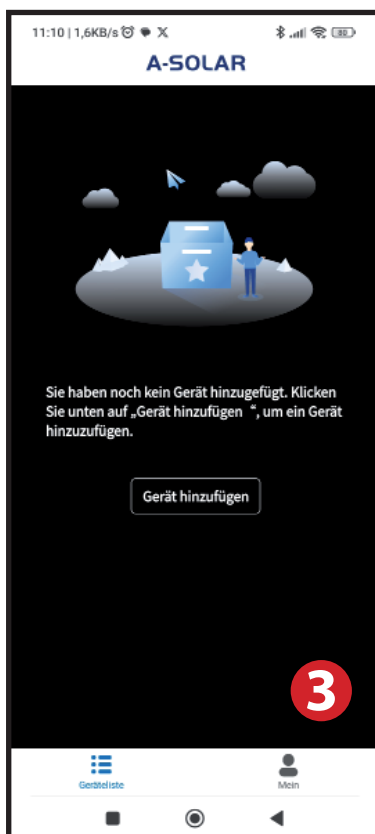 11:10 | 1,6KB/s X 80
A-SOLAR
Sie haben noch kein Gerät hinzugefügt. Klicken
Sie unten auf „Gerät hinzufügen “, um ein Gerät
hinzuzufügen.
Gerät hinzufügen
3
Geräteliste Mein